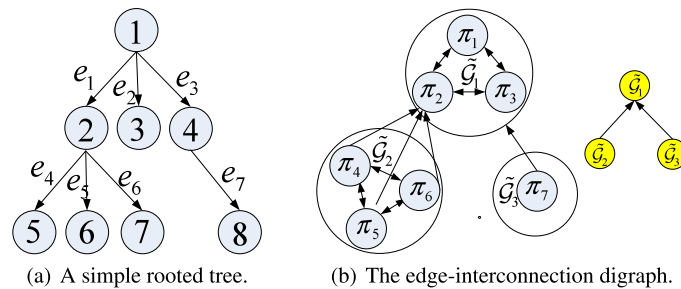 1
e₁ e₂ e₃
2 3 4
e₄ e₅ e₆ e₇
5 6 7 8
(a) A simple rooted tree.
π₁
π₂ 𝒢̃₁ π₃
π₄ 𝒢̃₂
π₆
π₅
𝒢̃₃ π₇
𝒢̃₁
𝒢̃₂ 𝒢̃₃
(b) The edge-interconnection digraph.